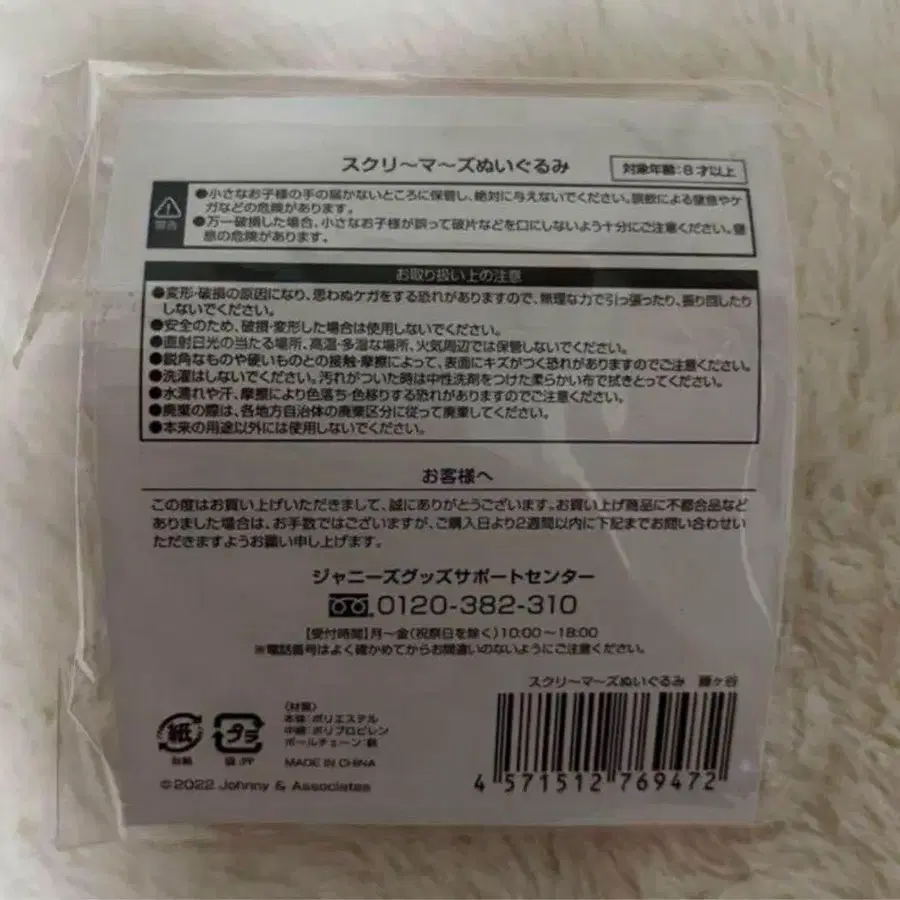 スクリ〜マ〜ズぬいぐるみ
対象年齢:8才以上
警告
●小さなお子様の手の届かないところに保管し、絶対に与えないでください。誤飲による窒息やケ
ガなどの危険があります。
●万一破損した場合、小さなお子様が誤って破片などを口にしないよう十分にご注意ください。窒
息の危険があります。
お取り扱い上の注意
●変形・破損の原因になり、思わぬケガをする恐れがありますので、無理な力で引っ張ったり、振り回したり
しないでください。
●安全のため、破損・変形した場合は使用しないでください。
●直射日光の当たる場所、高温・多湿な場所、火気周辺では保管しないでください。
●鋭角なものや硬いものとの接触・摩擦によって、表面にキズがつく恐れがありますのでご注意ください。
●洗濯はしないでください。汚れがついた時は中性洗剤をつけた柔らかい布で拭きとってください。
●水濡れや汗、摩擦により色落ち・色移りする恐れがありますのでご注意ください。
●廃棄の際は、各地方自治体の廃棄区分に従って廃棄してください。
●本来の用途以外には使用しないでください。
お客様へ
この度はお買い上げいただきまして、誠にありがとうございます。お買い上げ商品に不都合品など
ありました場合は、お手数ではございますが、ご購入日より2週間以内に下記までお問い合わせい
ただきますようお願い申し上げます。
ジャニーズグッズサポートセンター
0120-382-310
【受付時間】月〜金(祝祭日を除く)10:00〜18:00
※電話番号はよく確かめてからお間違いのないようにご注意ください。
スクリ〜マ〜ズぬいぐるみ 藤ヶ谷
紙
台紙
プラ
袋:PP
〈材質〉
本体:ポリエステル
中綿:ポリプロピレン
ボールチェーン:鉄
MADE IN CHINA
©2022 Johnny & Associates
4 571512 769472